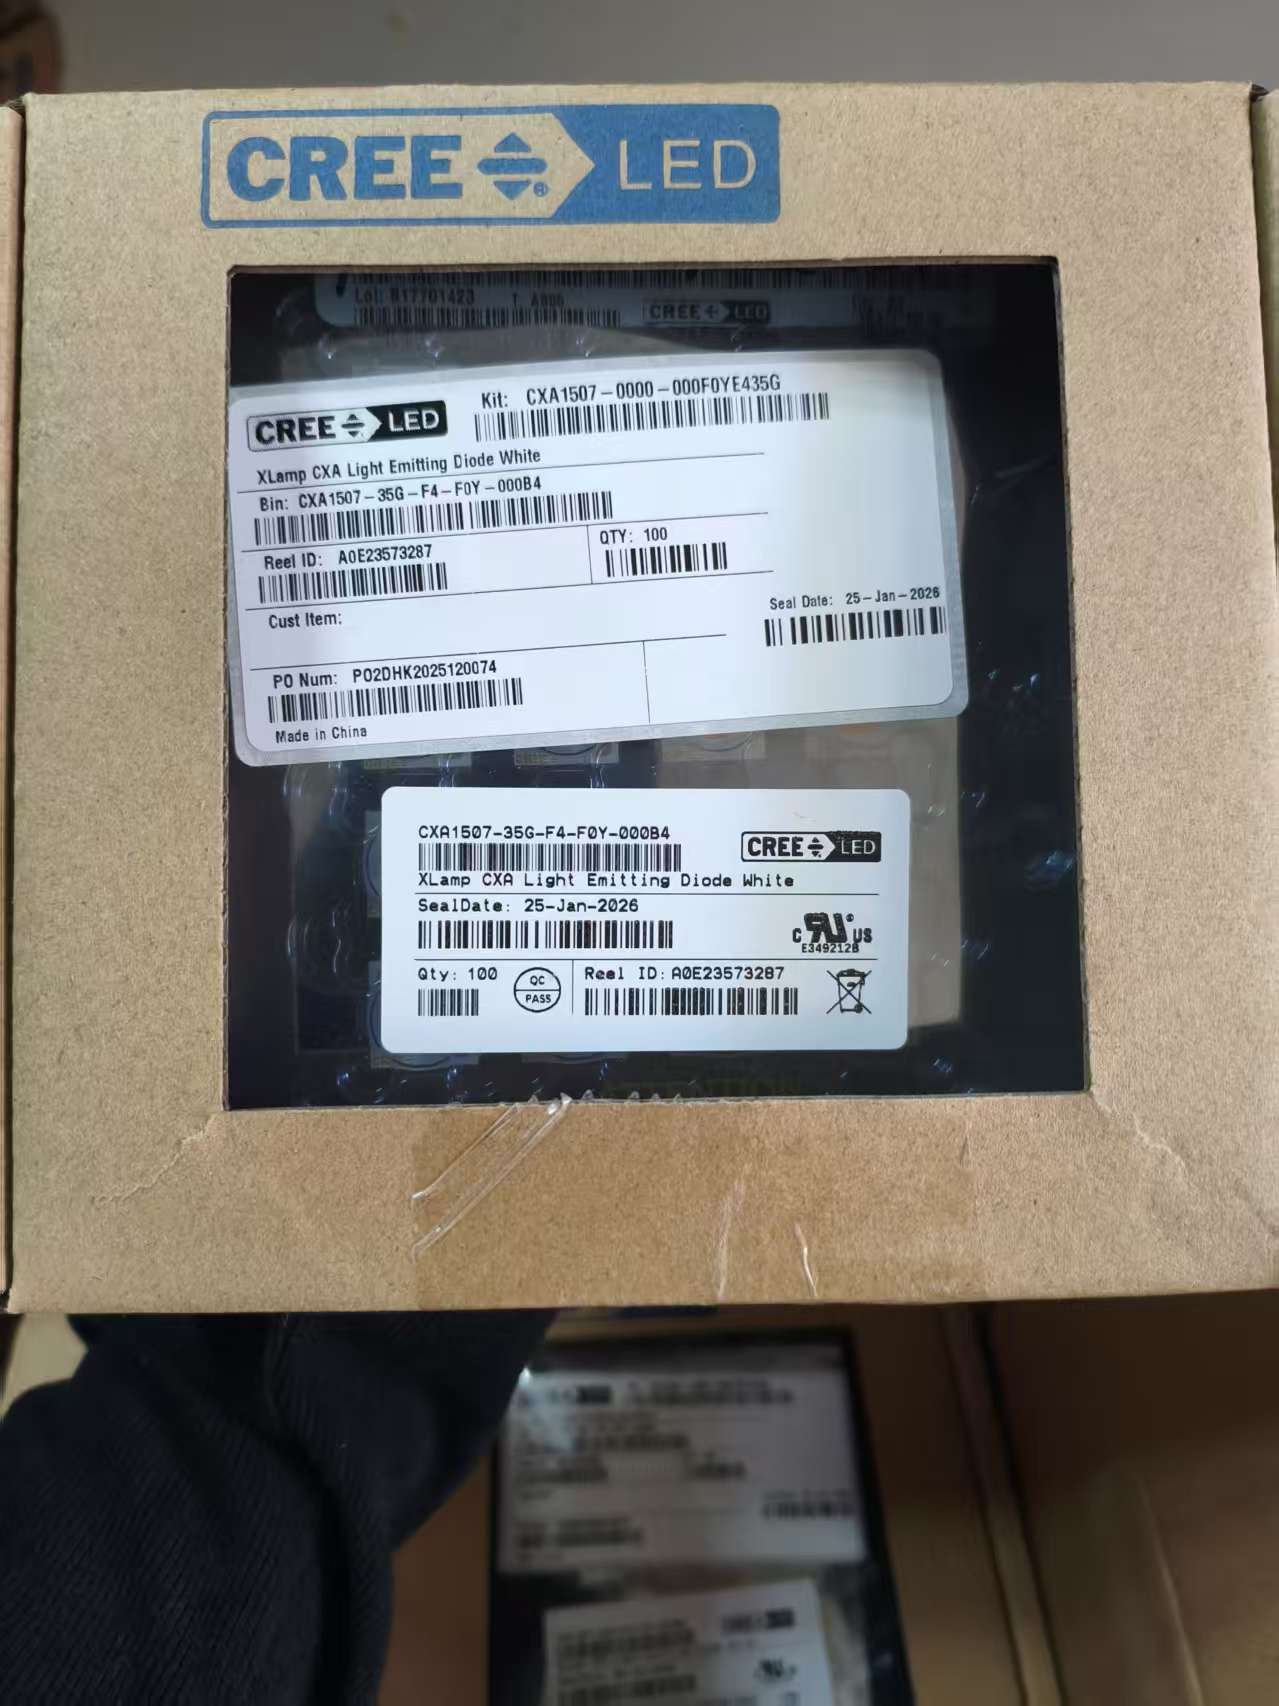 CREE LED
Lot: R17701423
CREE LED
CREE LED
Kit: CXA1507-0000-000F0YE435G
XLamp CXA Light Emitting Diode White
Bin: CXA1507-35G-F4-F0Y-000B4
Reel ID: A0E23573287
QTY: 100
Cust Item:
Seal Date: 25-Jan-2026
PO Num: PO2DHK2025120074
Made in China
CXA1507-35G-F4-F0Y-000B4
CREE LED
XLamp CXA Light Emitting Diode White
SealDate: 25-Jan-2026
C RU ® US
E349212B
Qty: 100
QC
PASS
Reel ID: A0E23573287